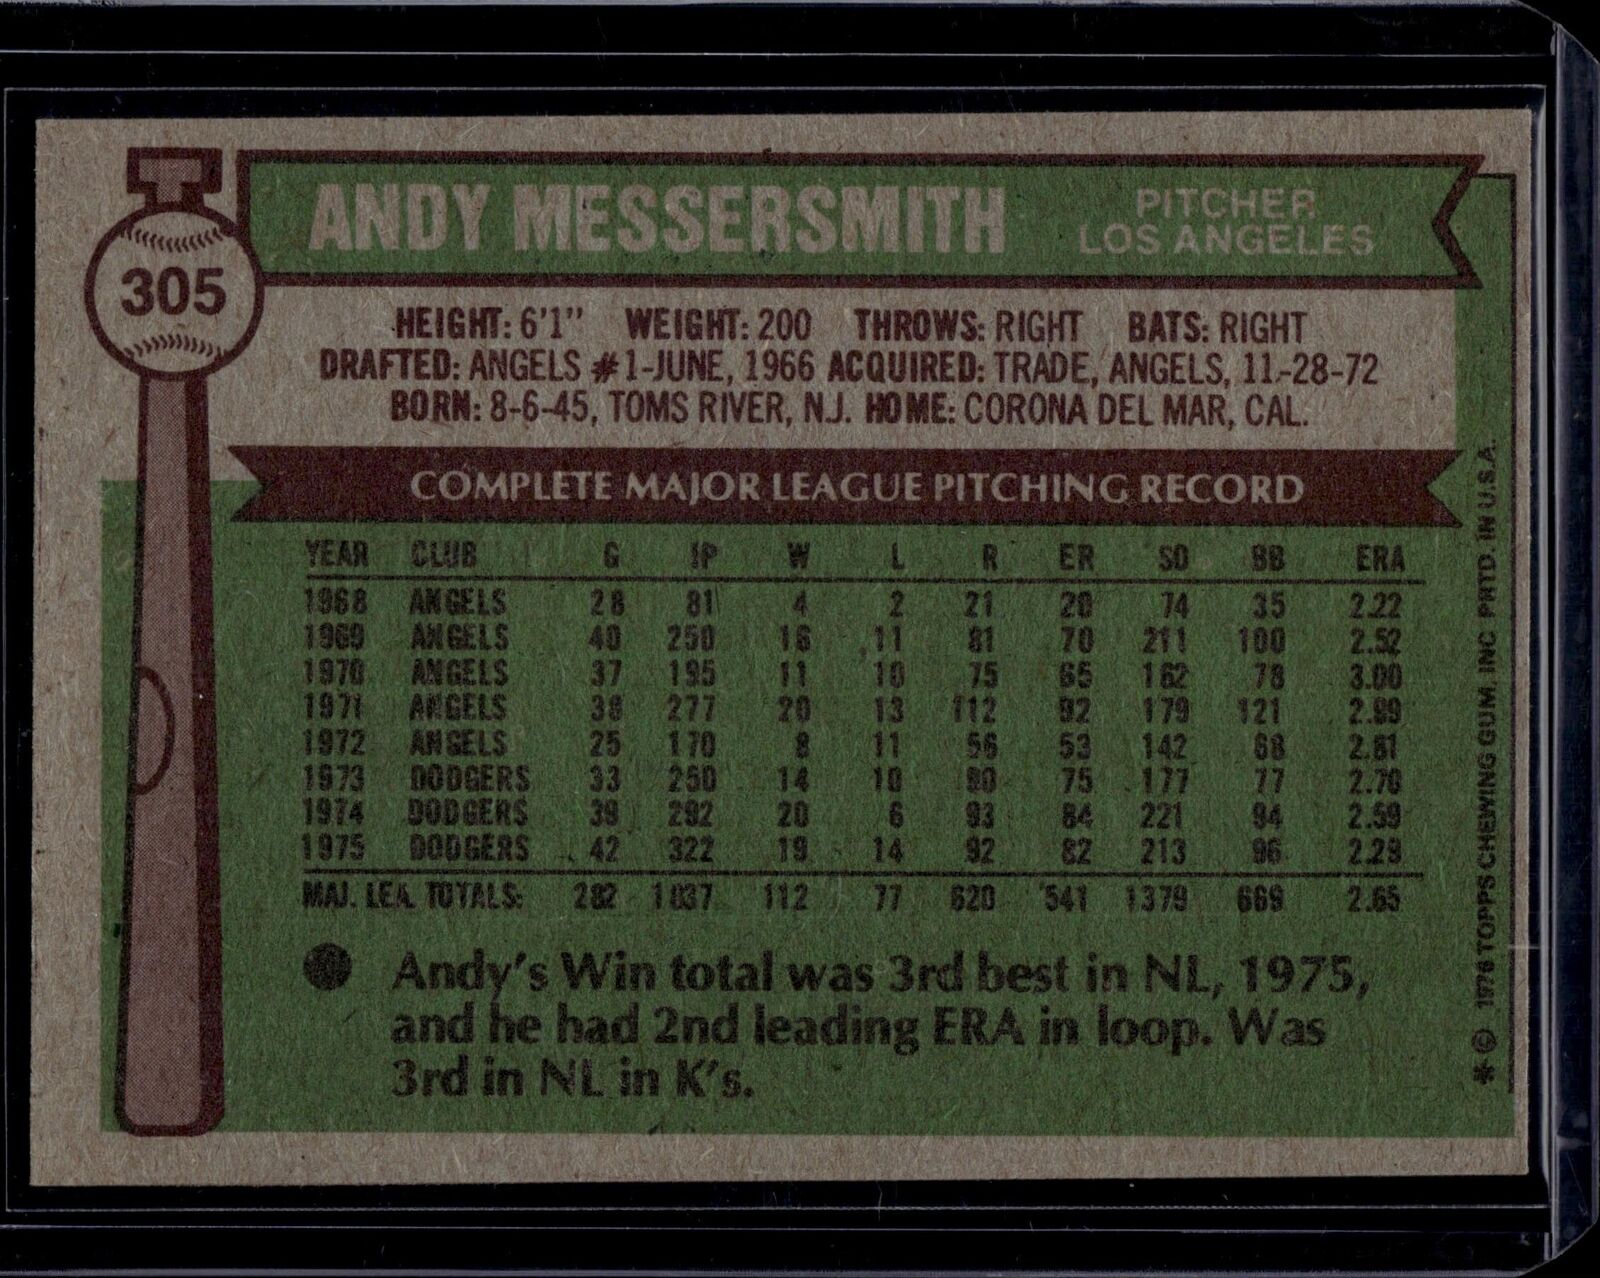 T
305
ANDY MESSERSMITH
PITCHER
LOS ANGELES
HEIGHT: 6'1" WEIGHT: 200 THROWS: RIGHT BATS: RIGHT
DRAFTED: ANGELS #1-JUNE, 1966 ACQUIRED: TRADE, ANGELS, 11-28-72
BORN: 8-6-45, TOMS RIVER, N.J. HOME: CORONA DEL MAR, CAL.
COMPLETE MAJOR LEAGUE PITCHING RECORD
YEAR CLUB G IP W L R ER SO BB ERA
1968 ANGELS 28 81 4 2 21 20 74 35 2.22
1969 ANGELS 40 250 16 11 81 70 211 100 2.52
1970 ANGELS 37 195 11 10 75 65 162 78 3.00
1971 ANGELS 38 277 20 13 112 92 179 121 2.99
1972 ANGELS 25 170 8 11 56 53 142 68 2.81
1973 DODGERS 33 250 14 10 80 75 177 77 2.70
1974 DODGERS 39 292 20 6 93 84 221 94 2.59
1975 DODGERS 42 322 19 14 92 82 213 96 2.29
MAJ. LEA. TOTALS: 282 1837 112 77 620 541 1379 669 2.65
Andy's Win total was 3rd best in NL, 1975,
and he had 2nd leading ERA in loop. Was
3rd in NL in K's.
* © 1976 TOPPS CHEWING GUM, INC PRTD. IN U.S.A.